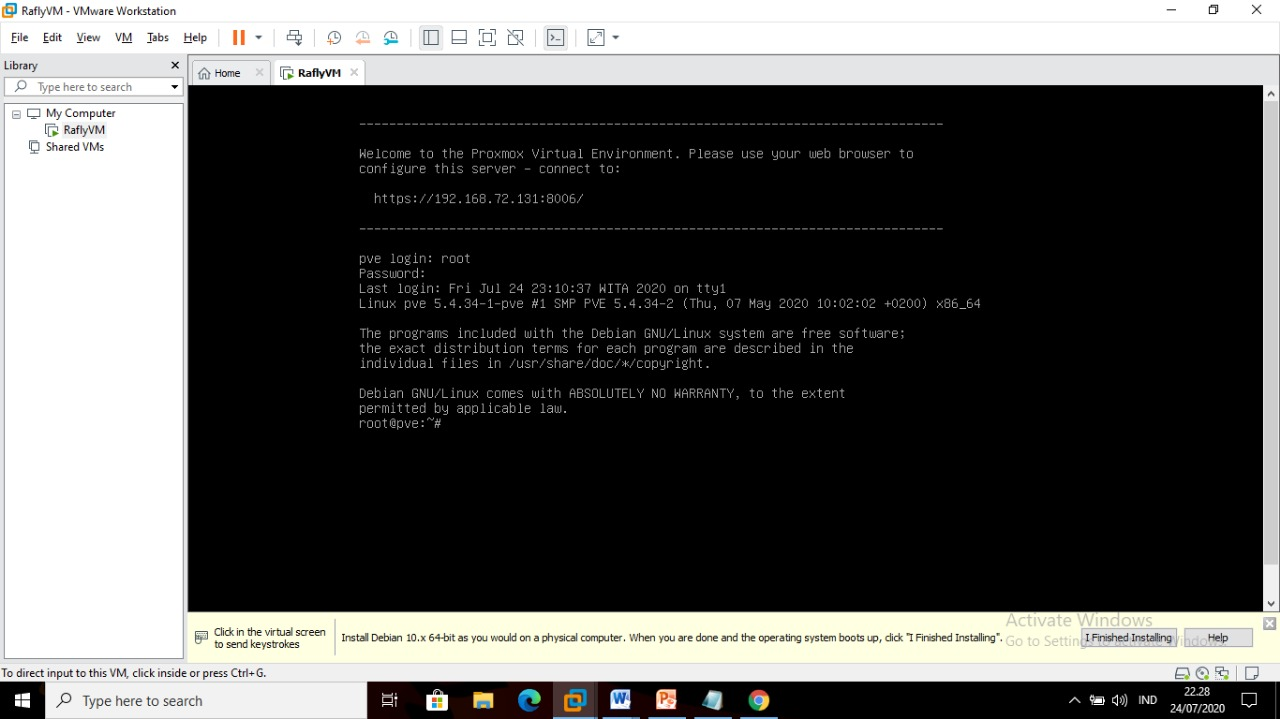 RaflyVM - VMware Workstation
File Edit View VM Tabs Help
Library
Type here to search
My Computer
RaflyVM
Shared VMs
Home
RaflyVM
------------------------------------------------------------------------------
Welcome to the Proxmox Virtual Environment. Please use your web browser to
configure this server - connect to:
https://192.168.72.131:8006/
------------------------------------------------------------------------------
pve login: root
Password:
Last login: Fri Jul 24 23:10:37 WITA 2020 on tty1
Linux pve 5.4.34-1-pve #1 SMP PVE 5.4.34-2 (Thu, 07 May 2020 10:02:02 +0200) x86_64
The programs included with the Debian GNU/Linux system are free software;
the exact distribution terms for each program are described in the
individual files in /usr/share/doc/*/copyright.
Debian GNU/Linux comes with ABSOLUTELY NO WARRANTY, to the extent
permitted by applicable law.
root@pve:~#
Click in the virtual screen
to send keystrokes
Install Debian 10.x 64-bit as you would on a physical computer. When you are done and the operating system boots up, click "I Finished Installing".
I Finished Installing
Help
Activate Windows
Go to Settings to activate Windows.
To direct input to this VM, click inside or press Ctrl+G.
Type here to search
IND
22.28
24/07/2020